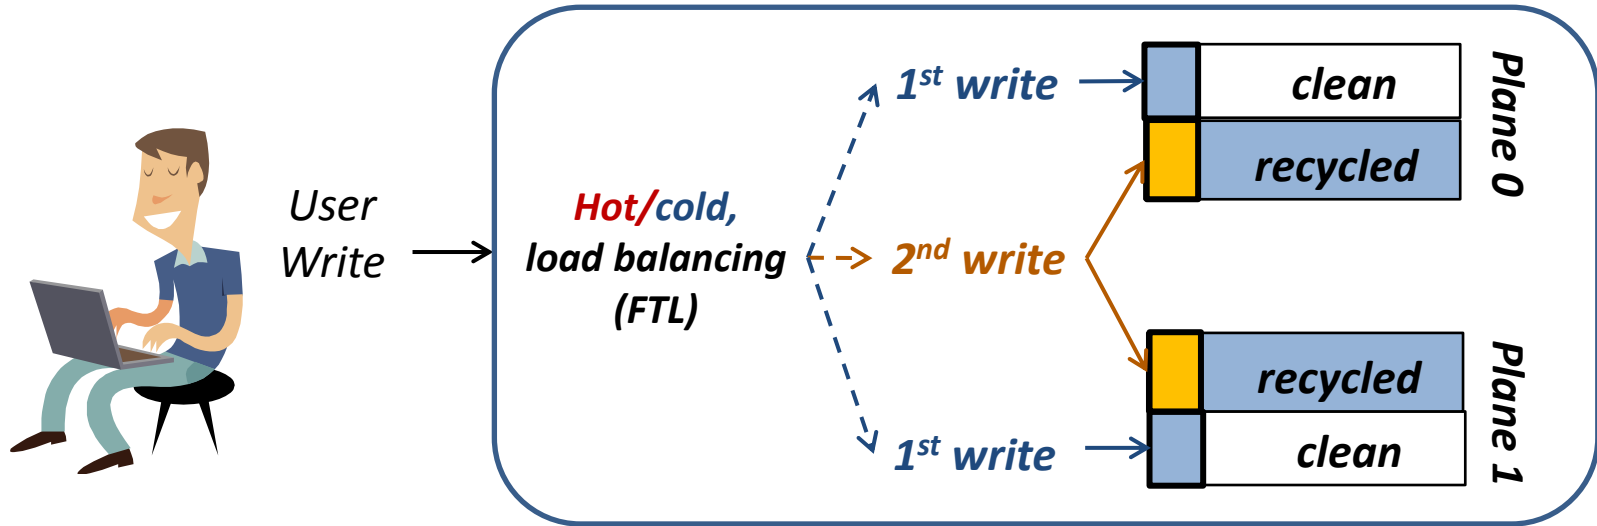 User
Write
Hot/cold,
load balancing
(FTL)
1st write
2nd write
1st write
clean
recycled
Plane 0
recycled
clean
Plane 1